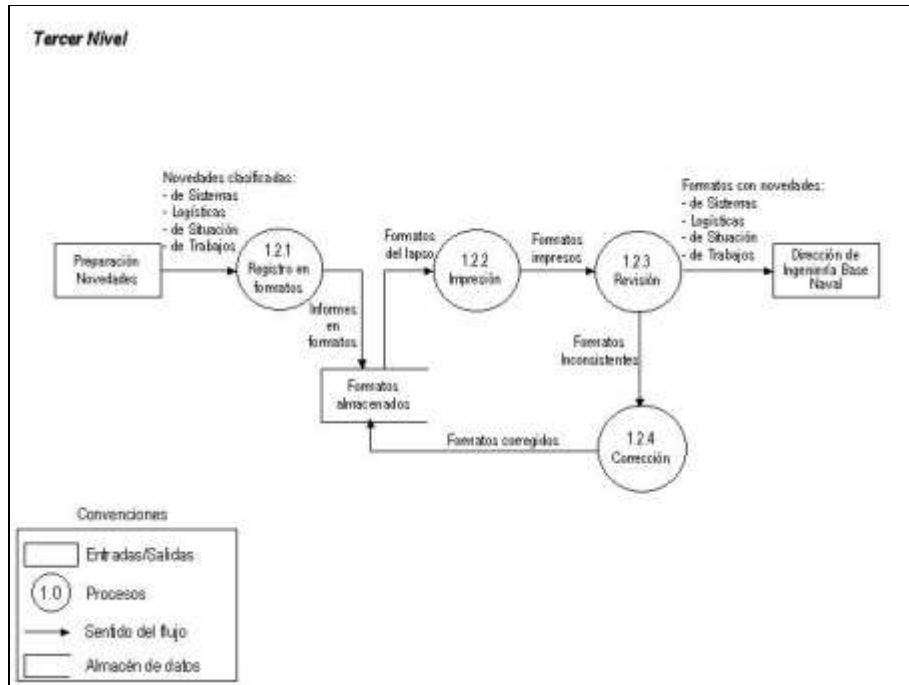 Tercer Nivel
Novedades clasificadas:
- de Sistemas
- Logísticas
- de Situación
- de Trabajos
Preparación
Novedades
1.2.1
Registro en
formatos
Informes
en
formatos
Formatos
almacenados
Formatos
del lapso
1.2.2
Impresión
Formatos
impresos
1.2.3
Revisión
Formatos con novedades:
- de Sistemas
- Logísticas
- de Situación
- de Trabajos
Dirección de
Ingeniería Base
Naval
Formatos
Inconsistentes
1.2.4
Corrección
Formatos corregidos
Convenciones
Entradas/Salidas
1.0
Procesos
Sentido del flujo
Almacén de datos